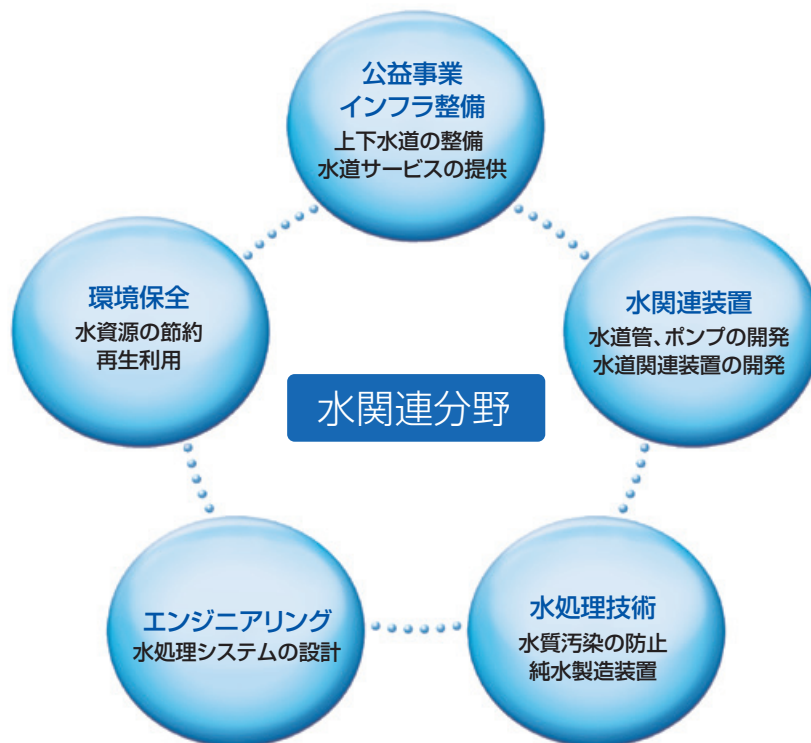 公益事業
インフラ整備
上下水道の整備
水道サービスの提供
環境保全
水資源の節約
再生利用
水関連装置
水道管、ポンプの開発
水道関連装置の開発
水関連分野
エンジニアリング
水処理システムの設計
水処理技術
水質汚染の防止
純水製造装置